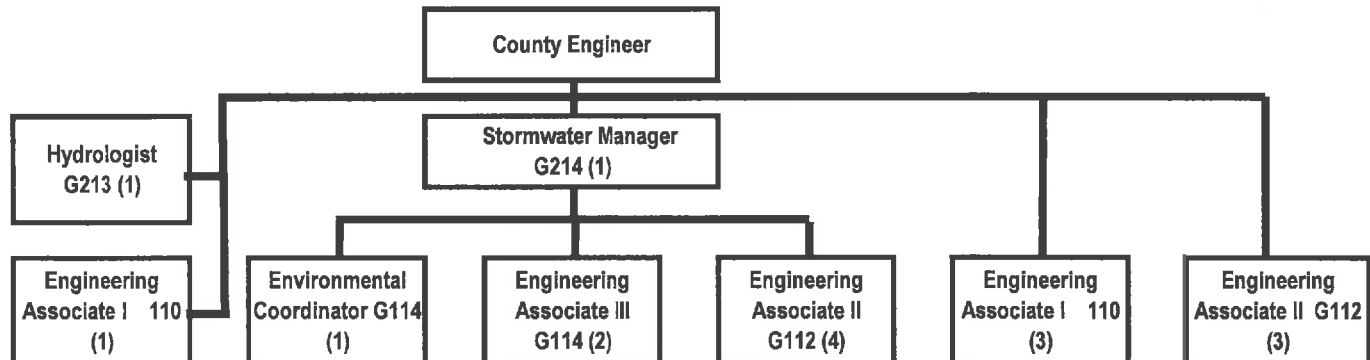 County Engineer
Stormwater Manager
G214 (1)
Hydrologist
G213 (1)
Engineering
Associate I 110
(1)
Environmental
Coordinator G114
(1)
Engineering
Associate III
G114 (2)
Engineering
Associate II
G112 (4)
Engineering
Associate I 110
(3)
Engineering
Associate II G112
(3)